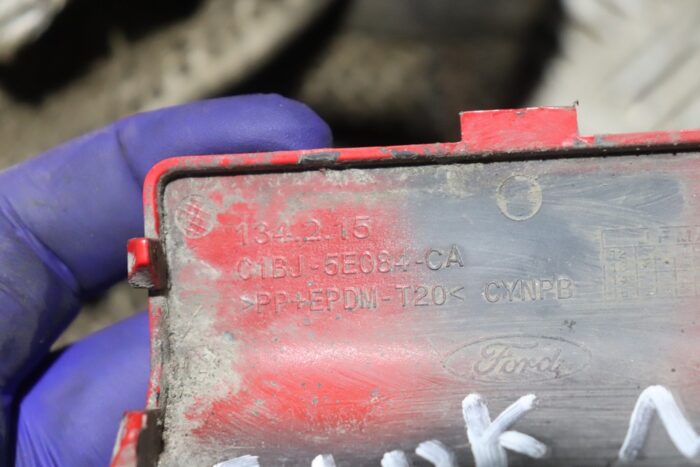 134.2.15
C1BJ-5E084-CA
>PP+EPDM-T20< CYNPB
Ford